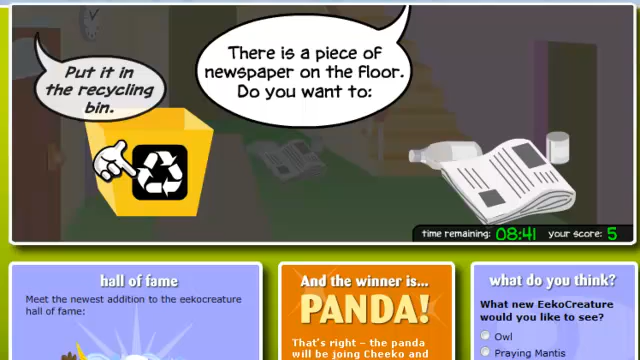 There is a piece of
newspaper on the floor.
Do you want to:
Put it in
the recycling
bin.
time remaining: 08:41 your score: 5
hall of fame
Meet the newest addition to the eekocreature
hall of fame:
And the winner is...
PANDA!
That's right – the panda
will be joing Cheeko and
what do you think?
What new EekoCreature
would you like to see?
Owl
Praying Mantis